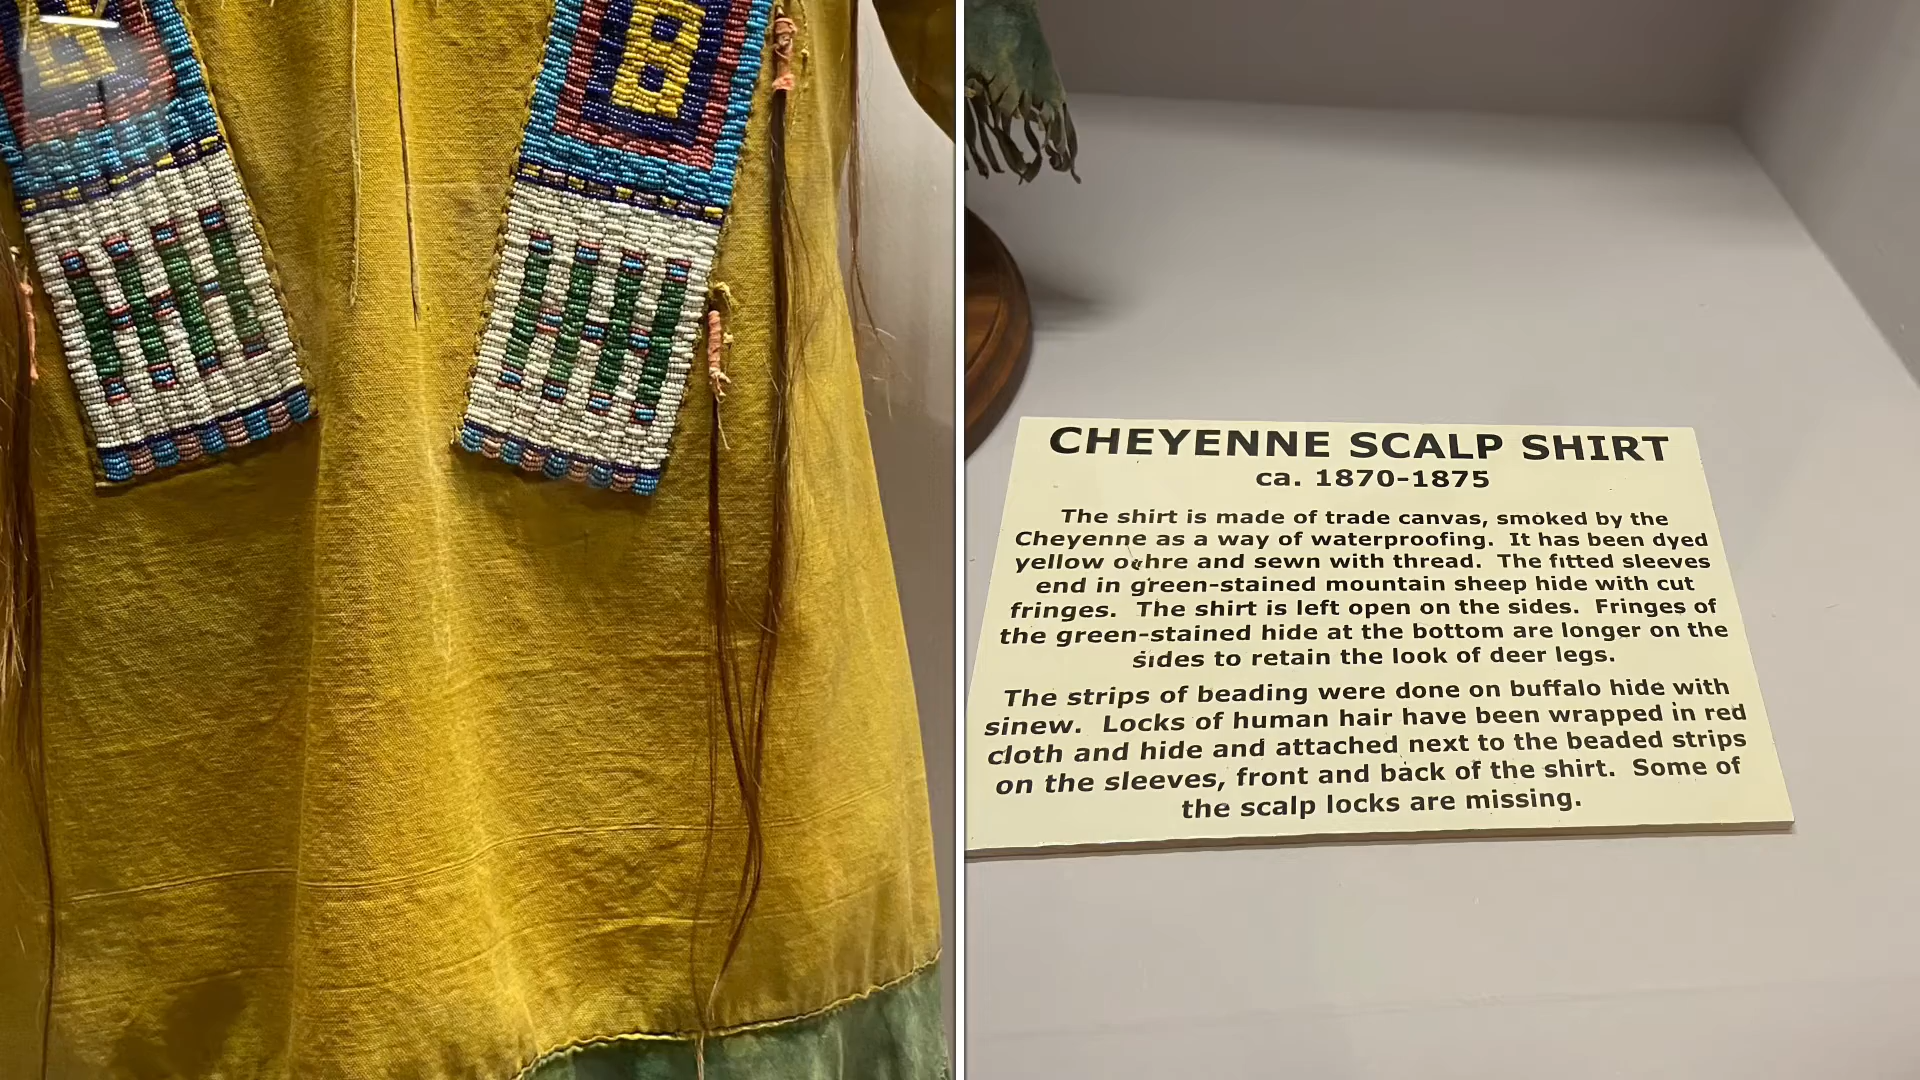 CHEYENNE SCALP SHIRT
ca. 1870-1875
The shirt is made of trade canvas, smoked by the
Cheyenne as a way of waterproofing. It has been dyed
yellow ochre and sewn with thread. The fitted sleeves
end in green-stained mountain sheep hide with cut
fringes. The shirt is left open on the sides. Fringes of
the green-stained hide at the bottom are longer on the
sides to retain the look of deer legs.
The strips of beading were done on buffalo hide with
sinew. Locks of human hair have been wrapped in red
cloth and hide and attached next to the beaded strips
on the sleeves, front and back of the shirt. Some of
the scalp locks are missing.